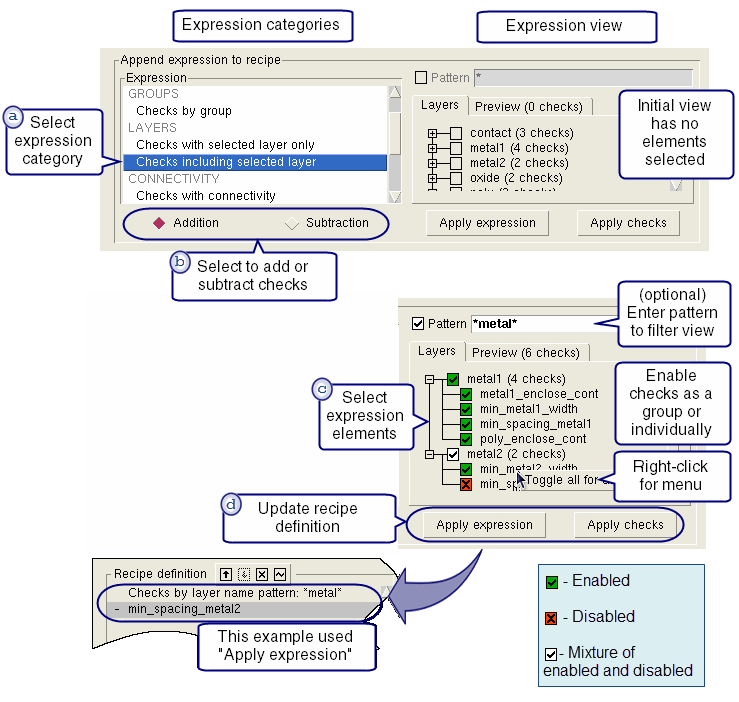 Expression categories
Expression view
Append expression to recipe
Expression
GROUPS
Checks by group
LAYERS
Checks with selected layer only
Checks including selected layer
CONNECTIVITY
Checks with connectivity
Addition
Subtraction
Pattern *
Layers
Preview (0 checks)
contact (3 checks)
metal1 (4 checks)
metal2 (2 checks)
oxide (2 checks)
Apply expression
Apply checks
a
Select
expression
category
Initial view
has no
elements
selected
b
Select to add or
subtract checks
Pattern *metal*
(optional)
Enter pattern
to filter view
Layers
Preview (6 checks)
metal1 (4 checks)
metal1_enclose_cont
min_metal1_width
min_spacing_metal1
poly_enclose_cont
metal2 (2 checks)
min_metal2_width
Toggle all for
c
Select
expression
elements
Enable
checks as a
group or
individually
Right-click
for menu
d
Update recipe
definition
Apply expression
Apply checks
Recipe definition
Checks by layer name pattern: *metal*
- min_spacing_metal2
This example used
"Apply expression"
- Enabled
- Disabled
- Mixture of
enabled and disabled